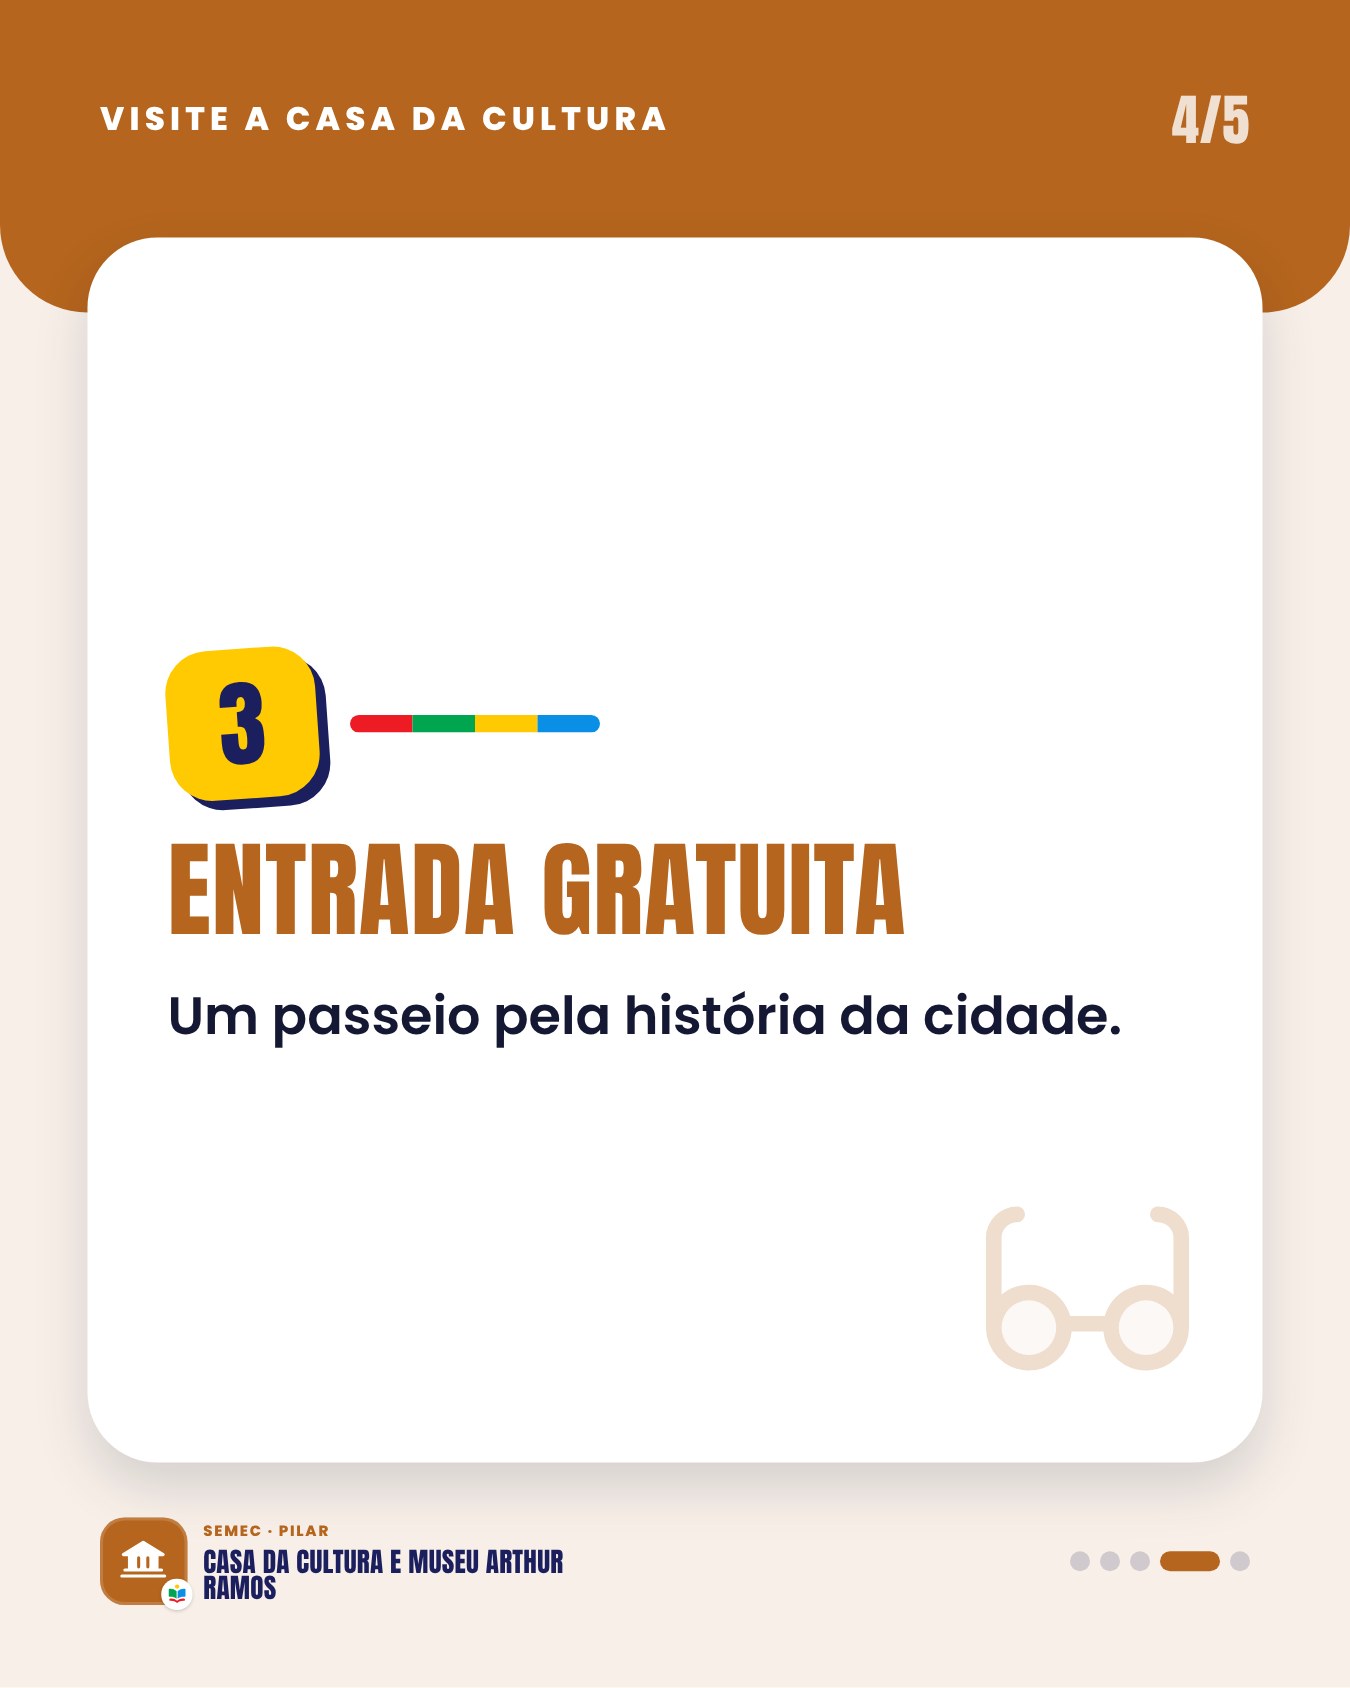 VISITE A CASA DA CULTURA
4/5
3
ENTRADA GRATUITA
Um passeio pela história da cidade.
SEMEC · PILAR
CASA DA CULTURA E MUSEU ARTHUR
RAMOS